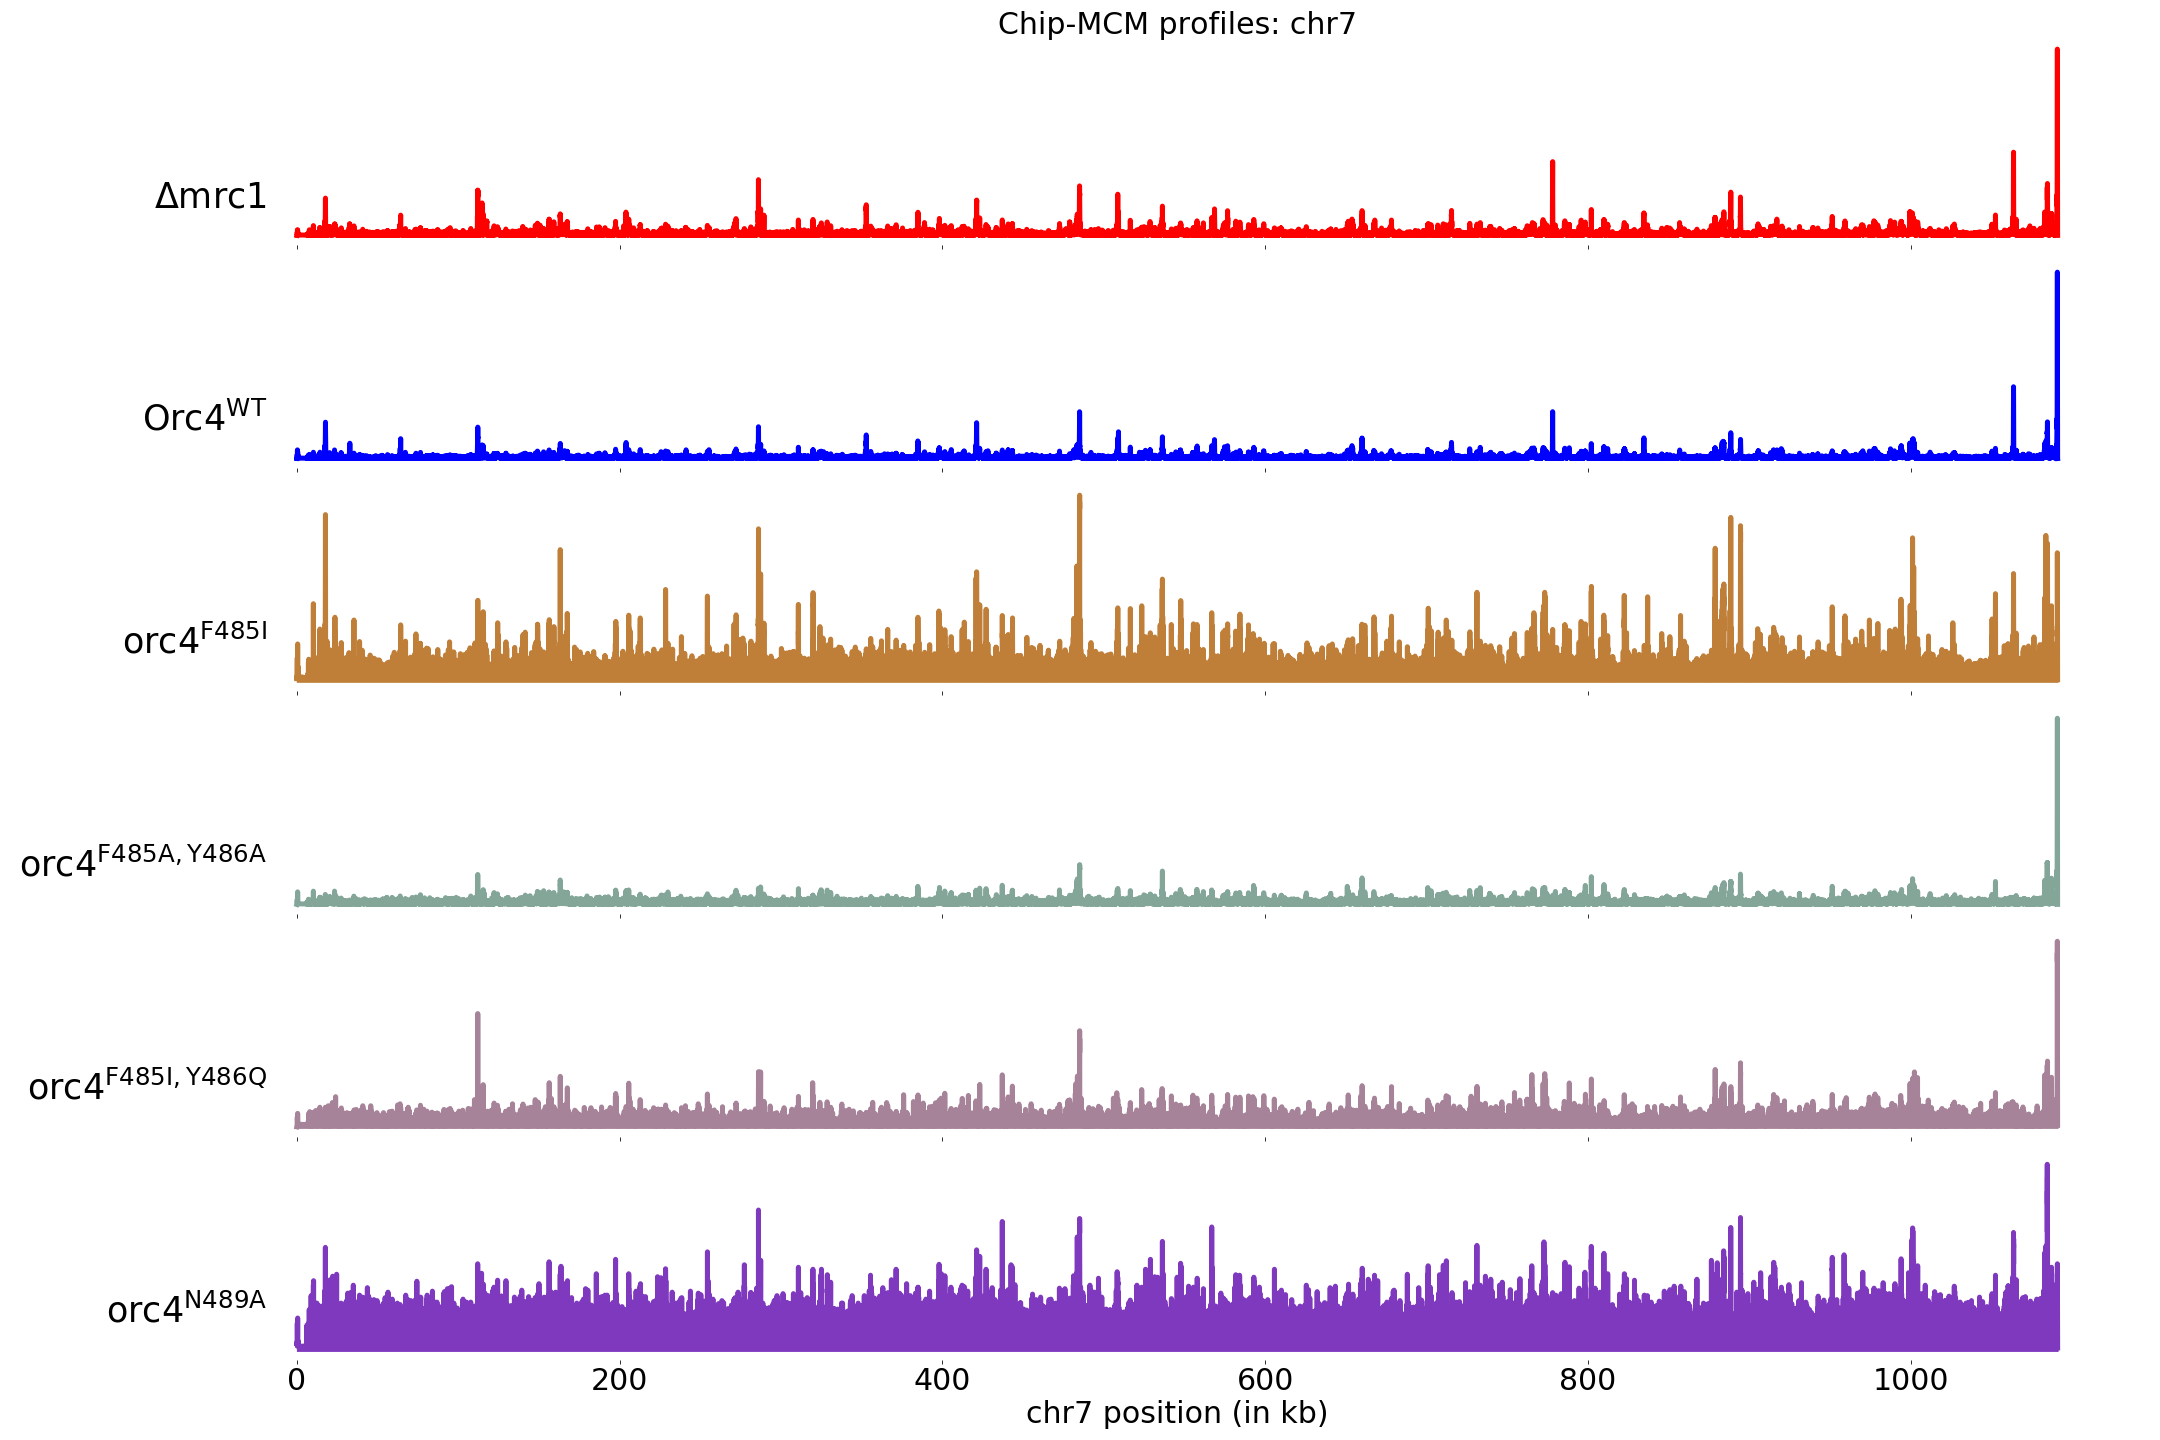 Chip-MCM profiles: chr7
Δmrc1
Orc4^WT
orc4^F485I
orc4^F485A, Y486A
orc4^F485I, Y486Q
orc4^N489A
0 200 400 600 800 1000
chr7 position (in kb)